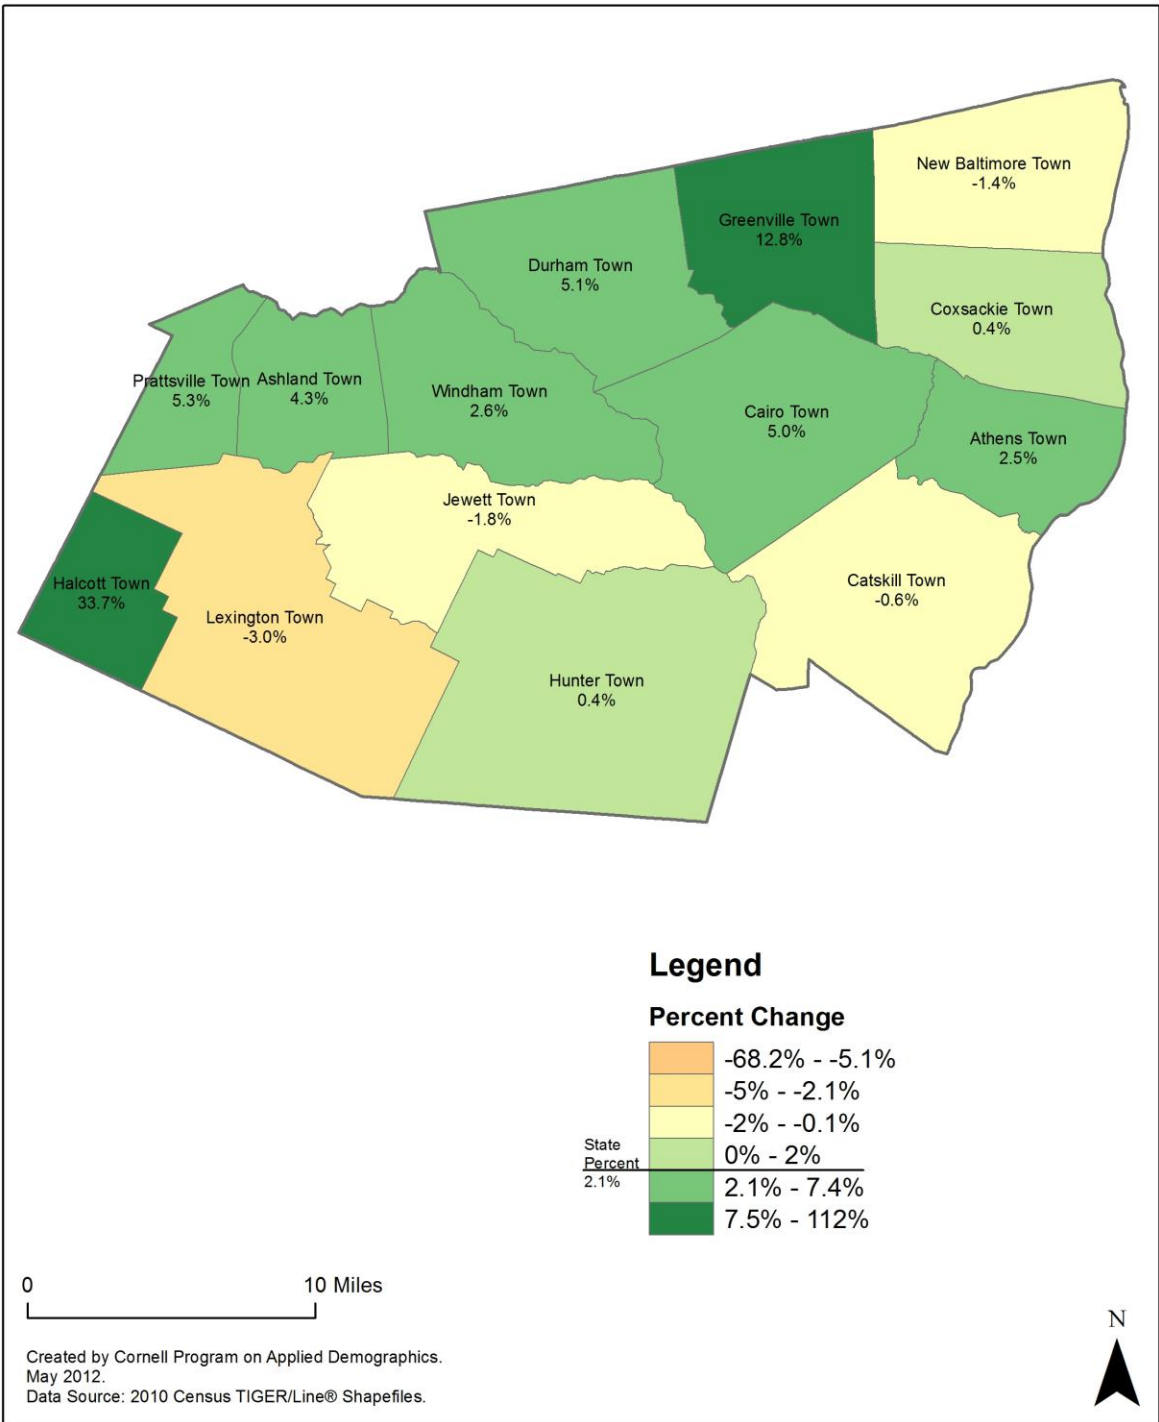 New Baltimore Town
-1.4%
Greenville Town
12.8%
Durham Town
5.1%
Coxsackie Town
0.4%
Prattsville Town
5.3%
Ashland Town
4.3%
Windham Town
2.6%
Cairo Town
5.0%
Athens Town
2.5%
Jewett Town
-1.8%
Halcott Town
33.7%
Lexington Town
-3.0%
Catskill Town
-0.6%
Hunter Town
0.4%
Legend
Percent Change
-68.2% - -5.1%
-5% - -2.1%
-2% - -0.1%
0% - 2%
2.1% - 7.4%
7.5% - 112%
State
Percent
2.1%
0 10 Miles
N
Created by Cornell Program on Applied Demographics.
May 2012.
Data Source: 2010 Census TIGER/Line® Shapefiles.